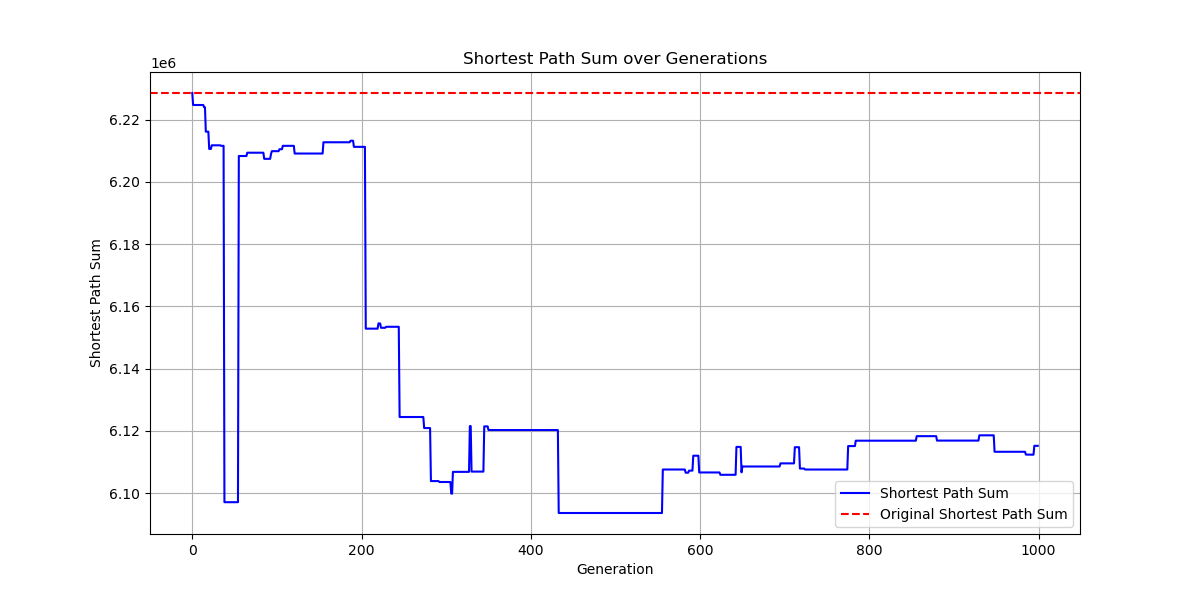 Shortest Path Sum over Generations
1e6
6.22
6.20
6.18
6.16
6.14
6.12
6.10
Shortest Path Sum
0 200 400 600 800 1000
Generation
Shortest Path Sum
Original Shortest Path Sum